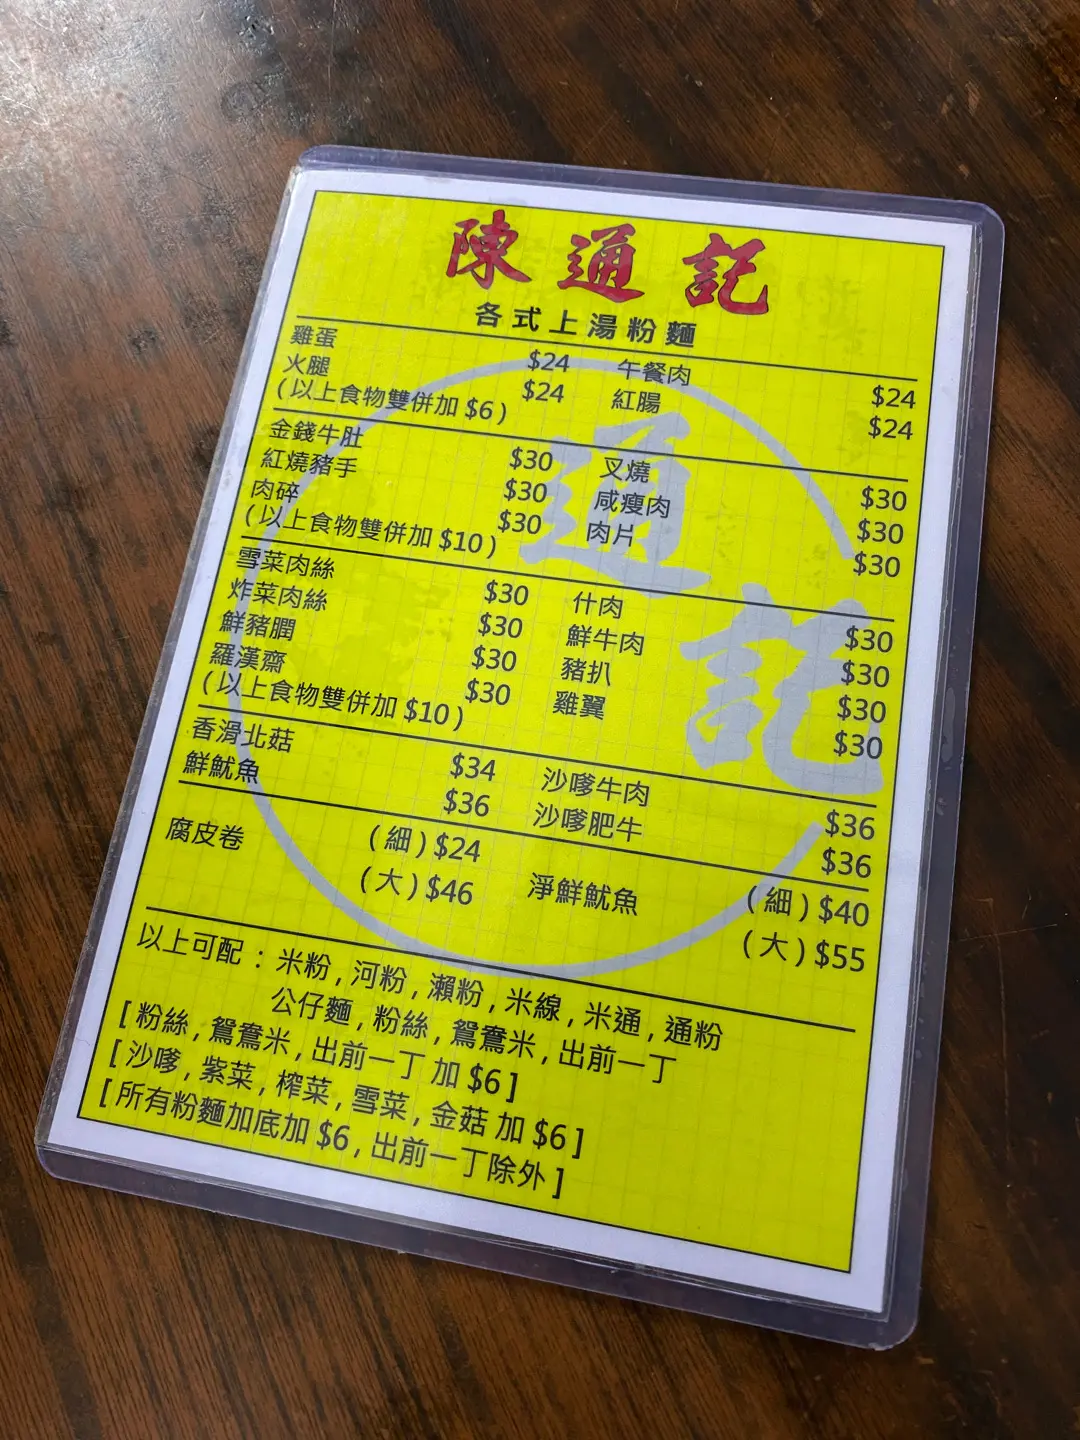 陳通記
各式上湯粉麵
雞蛋 $24 午餐肉 $24
火腿 $24 紅腸 $24
(以上食物雙併加 $6)
金錢牛肚 $30 叉燒 $30
紅燒豬手 $30 咸瘦肉 $30
肉碎 $30 肉片 $30
(以上食物雙併加 $10)
雪菜肉絲 $30 什肉 $30
炸菜肉絲 $30 鮮牛肉 $30
鮮豬膶 $30 豬扒 $30
羅漢齋 $30 雞翼 $30
(以上食物雙併加 $10)
香滑北菇 $34 沙嗲牛肉 $36
鮮魷魚 $36 沙嗲肥牛 $36
腐皮卷 (細) $24 淨鮮魷魚 (細) $40
(大) $46 (大) $55
以上可配 : 米粉 , 河粉 , 瀨粉 , 米線 , 米通 , 通粉
公仔麵 , 粉絲 , 鴛鴦米 , 出前一丁
[ 粉絲 , 鴛鴦米 , 出前一丁 加 $6 ]
[ 沙嗲 , 紫菜 , 榨菜 , 雪菜 , 金菇 加 $6 ]
[ 所有粉麵加底加 $6 , 出前一丁除外 ]
通記